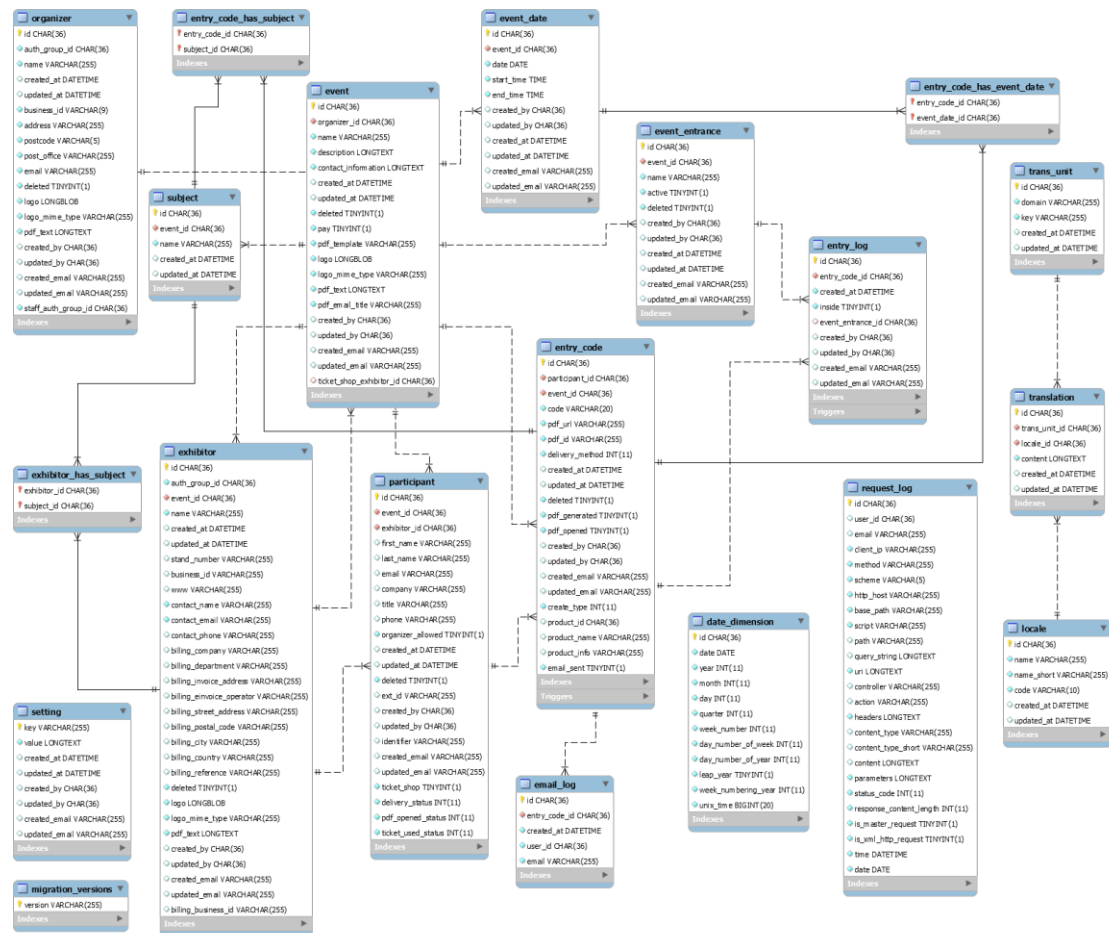 organizer
id CHAR(36)
auth_group_id CHAR(36)
name VARCHAR(255)
created_at DATETIME
updated_at DATETIME
business_id VARCHAR(9)
address VARCHAR(255)
postcode VARCHAR(5)
post_office VARCHAR(255)
email VARCHAR(255)
deleted TINYINT(1)
logo LONGBLOB
logo_mime_type VARCHAR(255)
pdf_text LONGTEXT
created_by CHAR(36)
updated_by CHAR(36)
created_email VARCHAR(255)
updated_email VARCHAR(255)
staff_auth_group_id CHAR(36)
Indexes
entry_code_has_subject
entry_code_id CHAR(36)
subject_id CHAR(36)
Indexes
subject
id CHAR(36)
event_id CHAR(36)
name VARCHAR(255)
created_at DATETIME
updated_at DATETIME
Indexes
event
id CHAR(36)
organizer_id CHAR(36)
name VARCHAR(255)
description LONGTEXT
contact_information LONGTEXT
created_at DATETIME
updated_at DATETIME
deleted TINYINT(1)
pay TINYINT(1)
pdf_template VARCHAR(255)
logo LONGBLOB
logo_mime_type VARCHAR(255)
pdf_text LONGTEXT
pdf_email_title VARCHAR(255)
created_by CHAR(36)
updated_by CHAR(36)
created_email VARCHAR(255)
updated_email VARCHAR(255)
ticket_shop_exhibitor_id CHAR(36)
Indexes
event_date
id CHAR(36)
event_id CHAR(36)
date DATE
start_time TIME
end_time TIME
created_by CHAR(36)
updated_by CHAR(36)
created_at DATETIME
updated_at DATETIME
created_email VARCHAR(255)
updated_email VARCHAR(255)
Indexes
event_entrance
id CHAR(36)
event_id CHAR(36)
name VARCHAR(255)
active TINYINT(1)
deleted TINYINT(1)
created_by CHAR(36)
updated_by CHAR(36)
created_at DATETIME
updated_at DATETIME
created_email VARCHAR(255)
updated_email VARCHAR(255)
Indexes
entry_code_has_event_date
entry_code_id CHAR(36)
event_date_id CHAR(36)
Indexes
entry_log
id CHAR(36)
entry_code_id CHAR(36)
created_at DATETIME
inside TINYINT(1)
event_entrance_id CHAR(36)
created_by CHAR(36)
updated_by CHAR(36)
created_email VARCHAR(255)
updated_email VARCHAR(255)
Indexes
Triggers
trans_unit
id CHAR(36)
domain VARCHAR(255)
key VARCHAR(255)
created_at DATETIME
updated_at DATETIME
Indexes
translation
id CHAR(36)
trans_unit_id CHAR(36)
locale_id CHAR(36)
content LONGTEXT
created_at DATETIME
updated_at DATETIME
Indexes
locale
id CHAR(36)
name VARCHAR(255)
name_short VARCHAR(255)
code VARCHAR(10)
created_at DATETIME
updated_at DATETIME
Indexes
exhibitor_has_subject
exhibitor_id CHAR(36)
subject_id CHAR(36)
Indexes
exhibitor
id CHAR(36)
auth_group_id CHAR(36)
event_id CHAR(36)
name VARCHAR(255)
created_at DATETIME
updated_at DATETIME
stand_number VARCHAR(255)
business_id VARCHAR(255)
www VARCHAR(255)
contact_name VARCHAR(255)
contact_email VARCHAR(255)
contact_phone VARCHAR(255)
billing_company VARCHAR(255)
billing_department VARCHAR(255)
billing_invoice_address VARCHAR(255)
billing_einvoice_operator VARCHAR(255)
billing_street_address VARCHAR(255)
billing_postal_code VARCHAR(255)
billing_city VARCHAR(255)
billing_country VARCHAR(255)
billing_reference VARCHAR(255)
deleted TINYINT(1)
logo LONGBLOB
logo_mime_type VARCHAR(255)
pdf_text LONGTEXT
created_by CHAR(36)
updated_by CHAR(36)
created_email VARCHAR(255)
updated_email VARCHAR(255)
billing_business_id VARCHAR(255)
Indexes
participant
id CHAR(36)
event_id CHAR(36)
exhibitor_id CHAR(36)
first_name VARCHAR(255)
last_name VARCHAR(255)
email VARCHAR(255)
company VARCHAR(255)
title VARCHAR(255)
phone VARCHAR(255)
organizer_allowed TINYINT(1)
created_at DATETIME
updated_at DATETIME
deleted TINYINT(1)
ext_id VARCHAR(255)
created_by CHAR(36)
updated_by CHAR(36)
identifier VARCHAR(255)
created_email VARCHAR(255)
updated_email VARCHAR(255)
ticket_shop TINYINT(1)
delivery_status INT(11)
pdf_opened_status INT(11)
ticket_used_status INT(11)
Indexes
entry_code
id CHAR(36)
participant_id CHAR(36)
event_id CHAR(36)
code VARCHAR(20)
pdf_url VARCHAR(255)
pdf_id VARCHAR(255)
delivery_method INT(11)
created_at DATETIME
updated_at DATETIME
deleted TINYINT(1)
pdf_generated TINYINT(1)
pdf_opened TINYINT(1)
created_by CHAR(36)
updated_by CHAR(36)
created_email VARCHAR(255)
updated_email VARCHAR(255)
create_type INT(11)
product_id CHAR(36)
product_name VARCHAR(255)
product_info VARCHAR(255)
email_sent TINYINT(1)
Indexes
Triggers
email_log
id CHAR(36)
entry_code_id CHAR(36)
created_at DATETIME
user_id CHAR(36)
email VARCHAR(255)
Indexes
date_dimension
id CHAR(36)
date DATE
year INT(11)
month INT(11)
day INT(11)
quarter INT(11)
week_number INT(11)
day_number_of_week INT(11)
day_number_of_year INT(11)
leap_year TINYINT(1)
week_numbering_year INT(11)
unix_time BIGINT(20)
Indexes
request_log
id CHAR(36)
user_id CHAR(36)
email VARCHAR(255)
client_ip VARCHAR(255)
method VARCHAR(255)
scheme VARCHAR(5)
http_host VARCHAR(255)
base_path VARCHAR(255)
script VARCHAR(255)
path VARCHAR(255)
query_string LONGTEXT
uri LONGTEXT
controller VARCHAR(255)
action VARCHAR(255)
headers LONGTEXT
content_type VARCHAR(255)
content_type_short VARCHAR(255)
content LONGTEXT
parameters LONGTEXT
status_code INT(11)
response_content_length INT(11)
is_master_request TINYINT(1)
is_xml_http_request TINYINT(1)
time DATETIME
date DATE
Indexes
setting
key VARCHAR(255)
value LONGTEXT
created_at DATETIME
updated_at DATETIME
created_by CHAR(36)
updated_by CHAR(36)
created_email VARCHAR(255)
updated_email VARCHAR(255)
Indexes
migration_versions
version VARCHAR(255)
Indexes